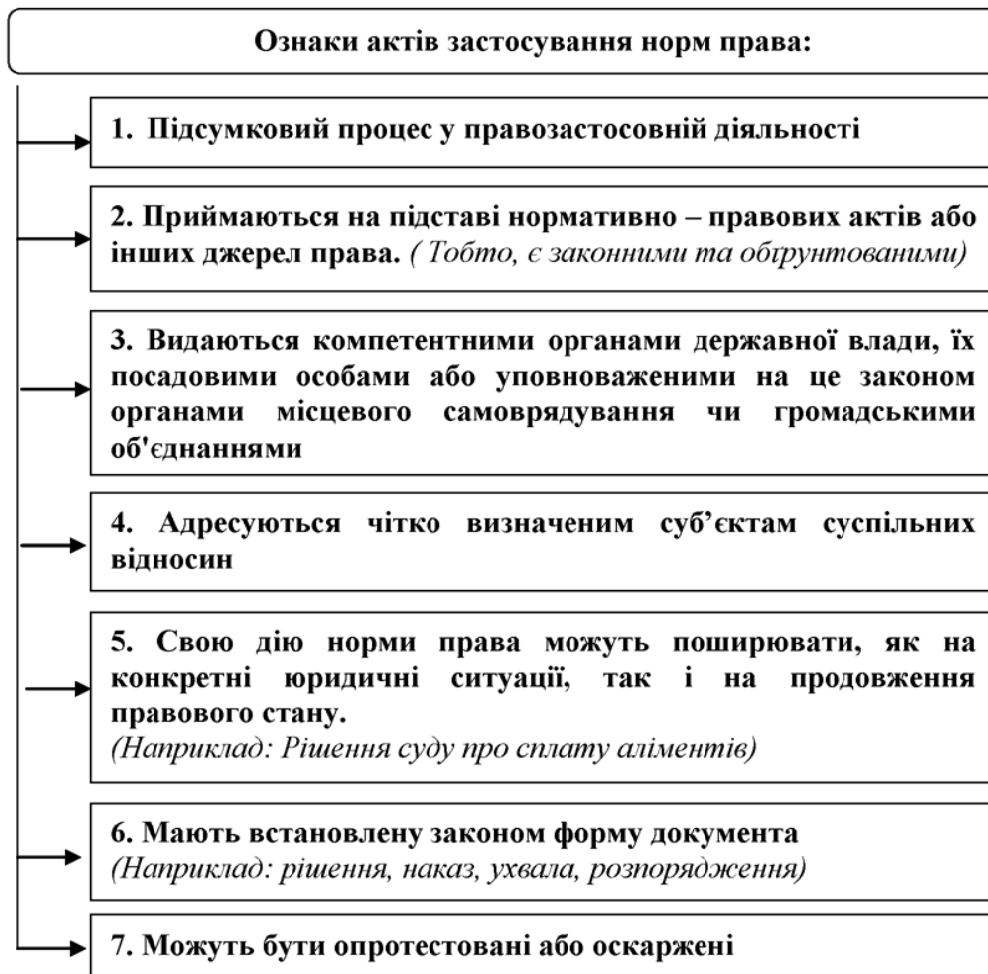 Ознаки актів застосування норм права:
1. Підсумковий процес у правозастосовній діяльності
2. Приймаються на підставі нормативно – правових актів або
інших джерел права. ( Тобто, є законними та обґрунтованими)
3. Видаються компетентними органами державної влади, їх
посадовими особами або уповноваженими на це законом
органами місцевого самоврядування чи громадськими
об'єднаннями
4. Адресуються чітко визначеним суб’єктам суспільних
відносин
5. Свою дію норми права можуть поширювати, як на
конкретні юридичні ситуації, так і на продовження
правового стану.
(Наприклад: Рішення суду про сплату аліментів)
6. Мають встановлену законом форму документа
(Наприклад: рішення, наказ, ухвала, розпорядження)
7. Можуть бути опротестовані або оскаржені